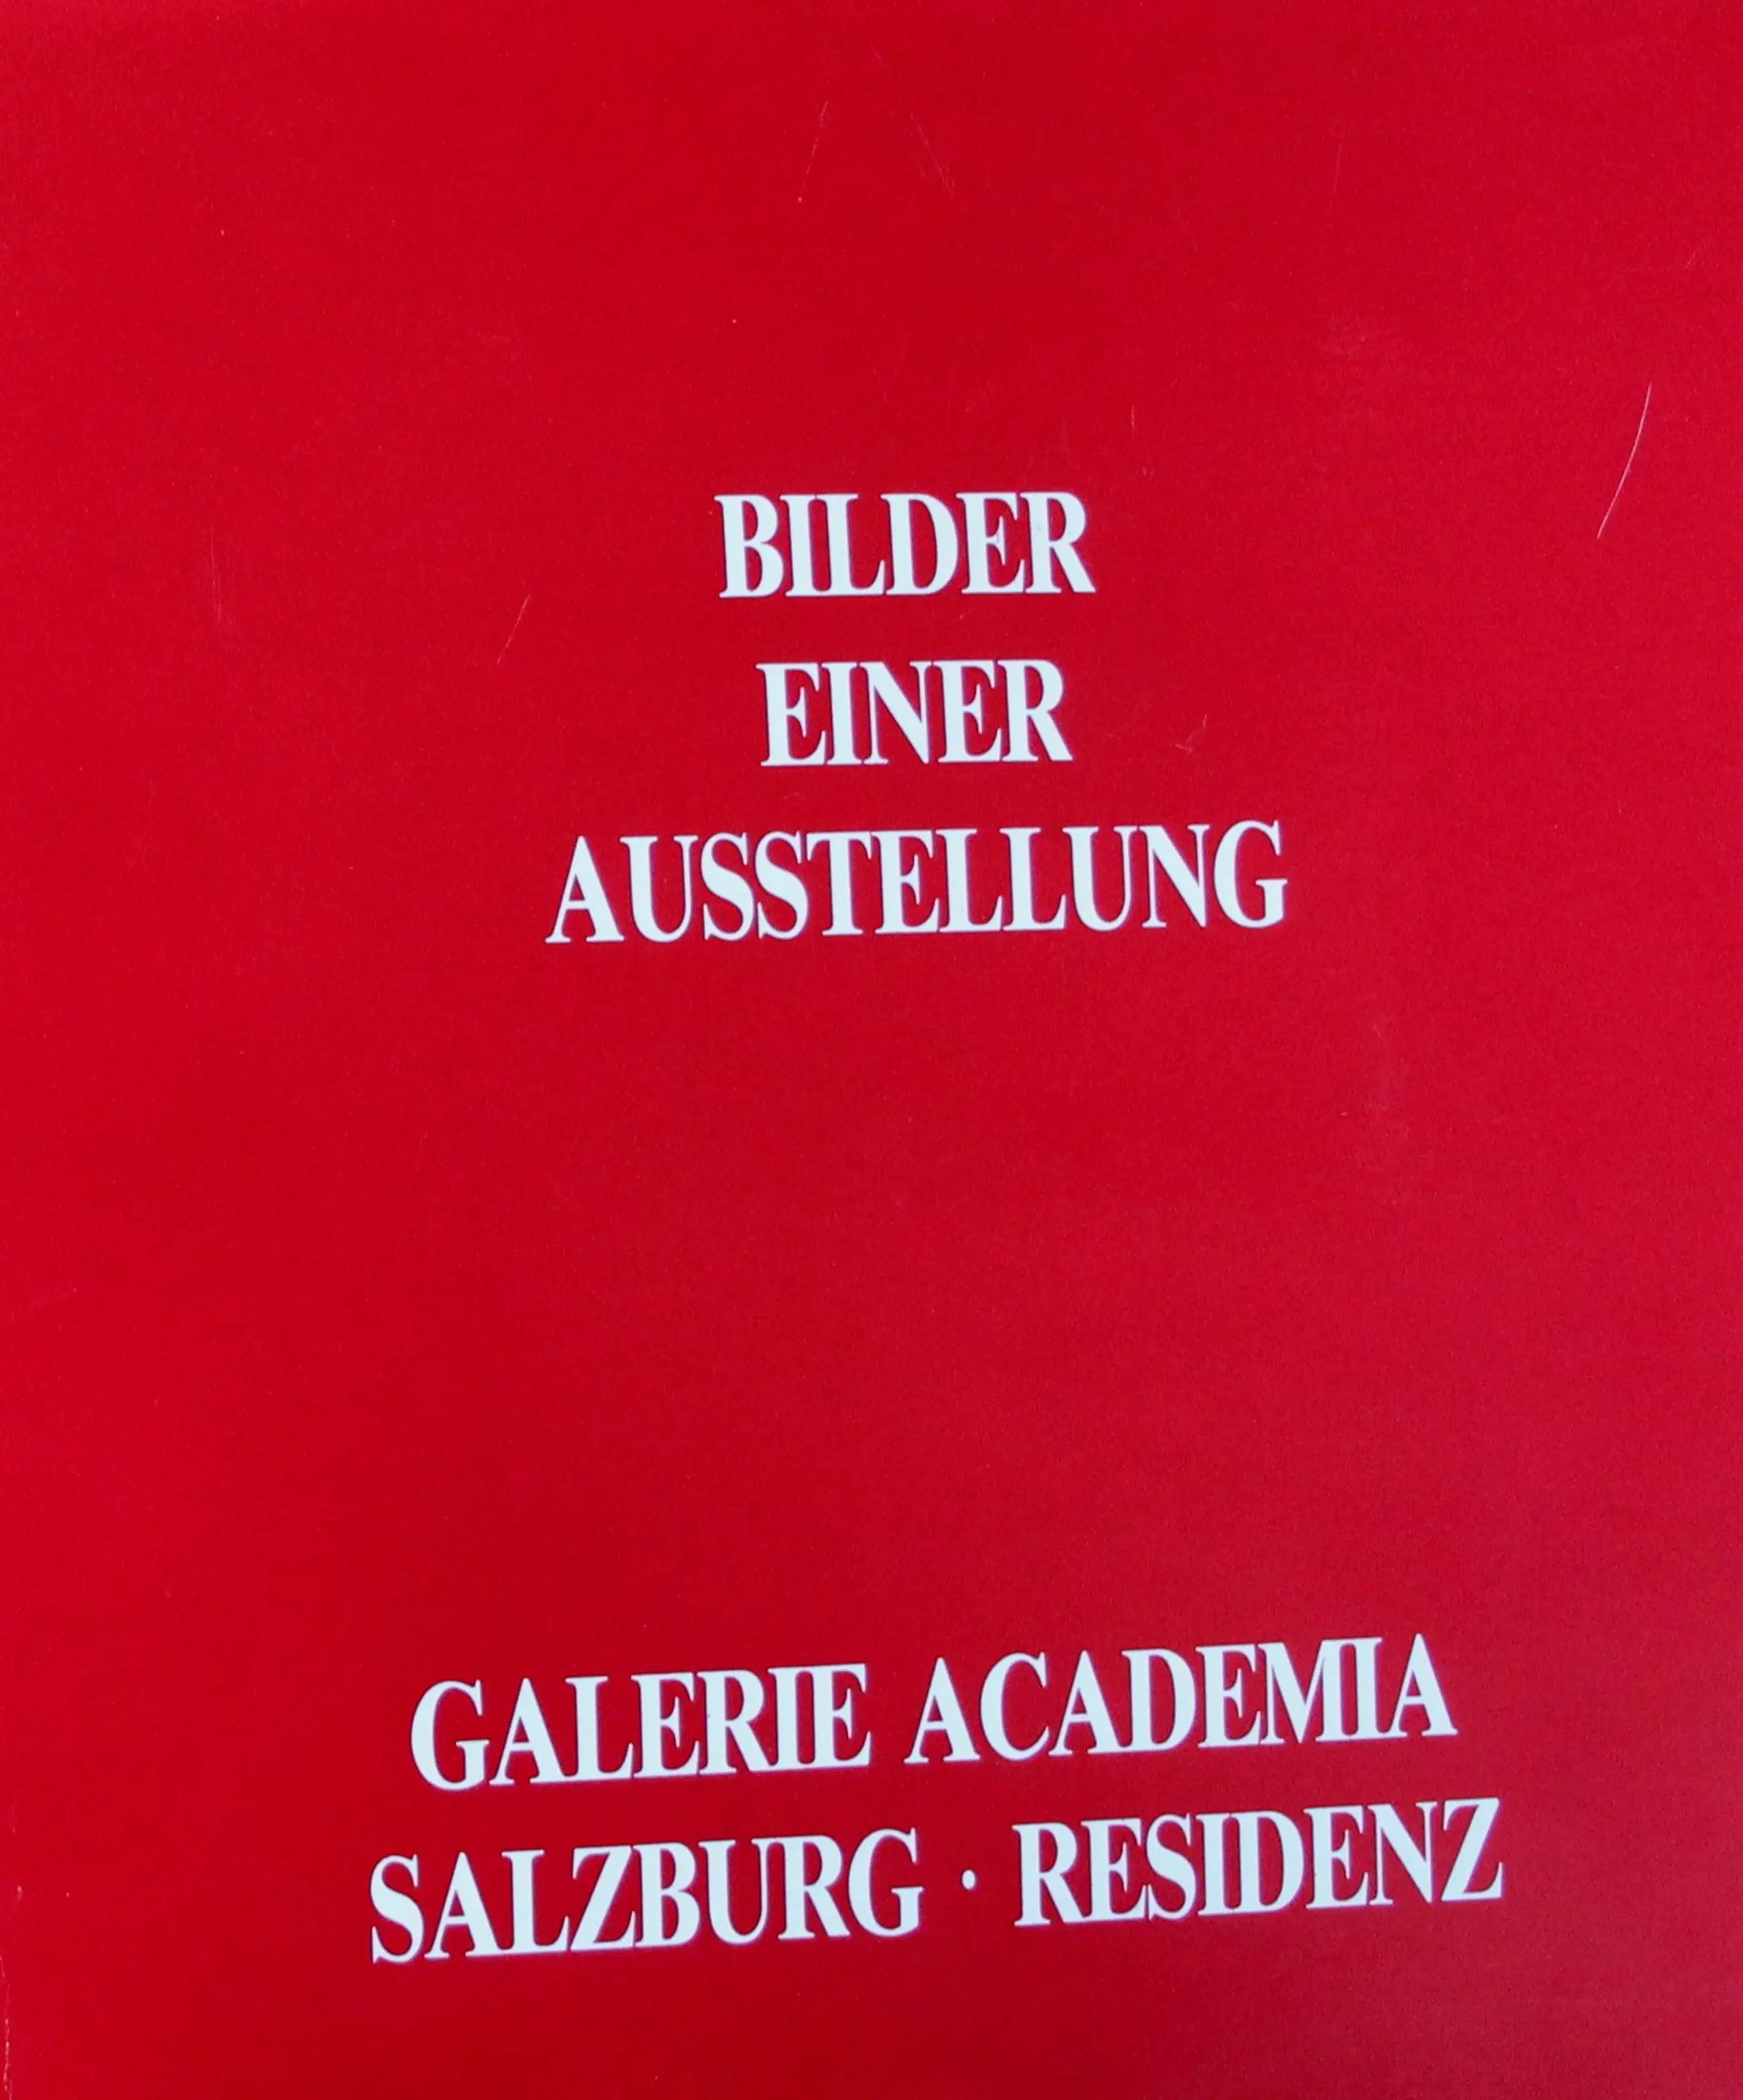 BILDER
EINER
AUSSTELLUNG
GALERIE ACADEMIA
SALZBURG · RESIDENZ